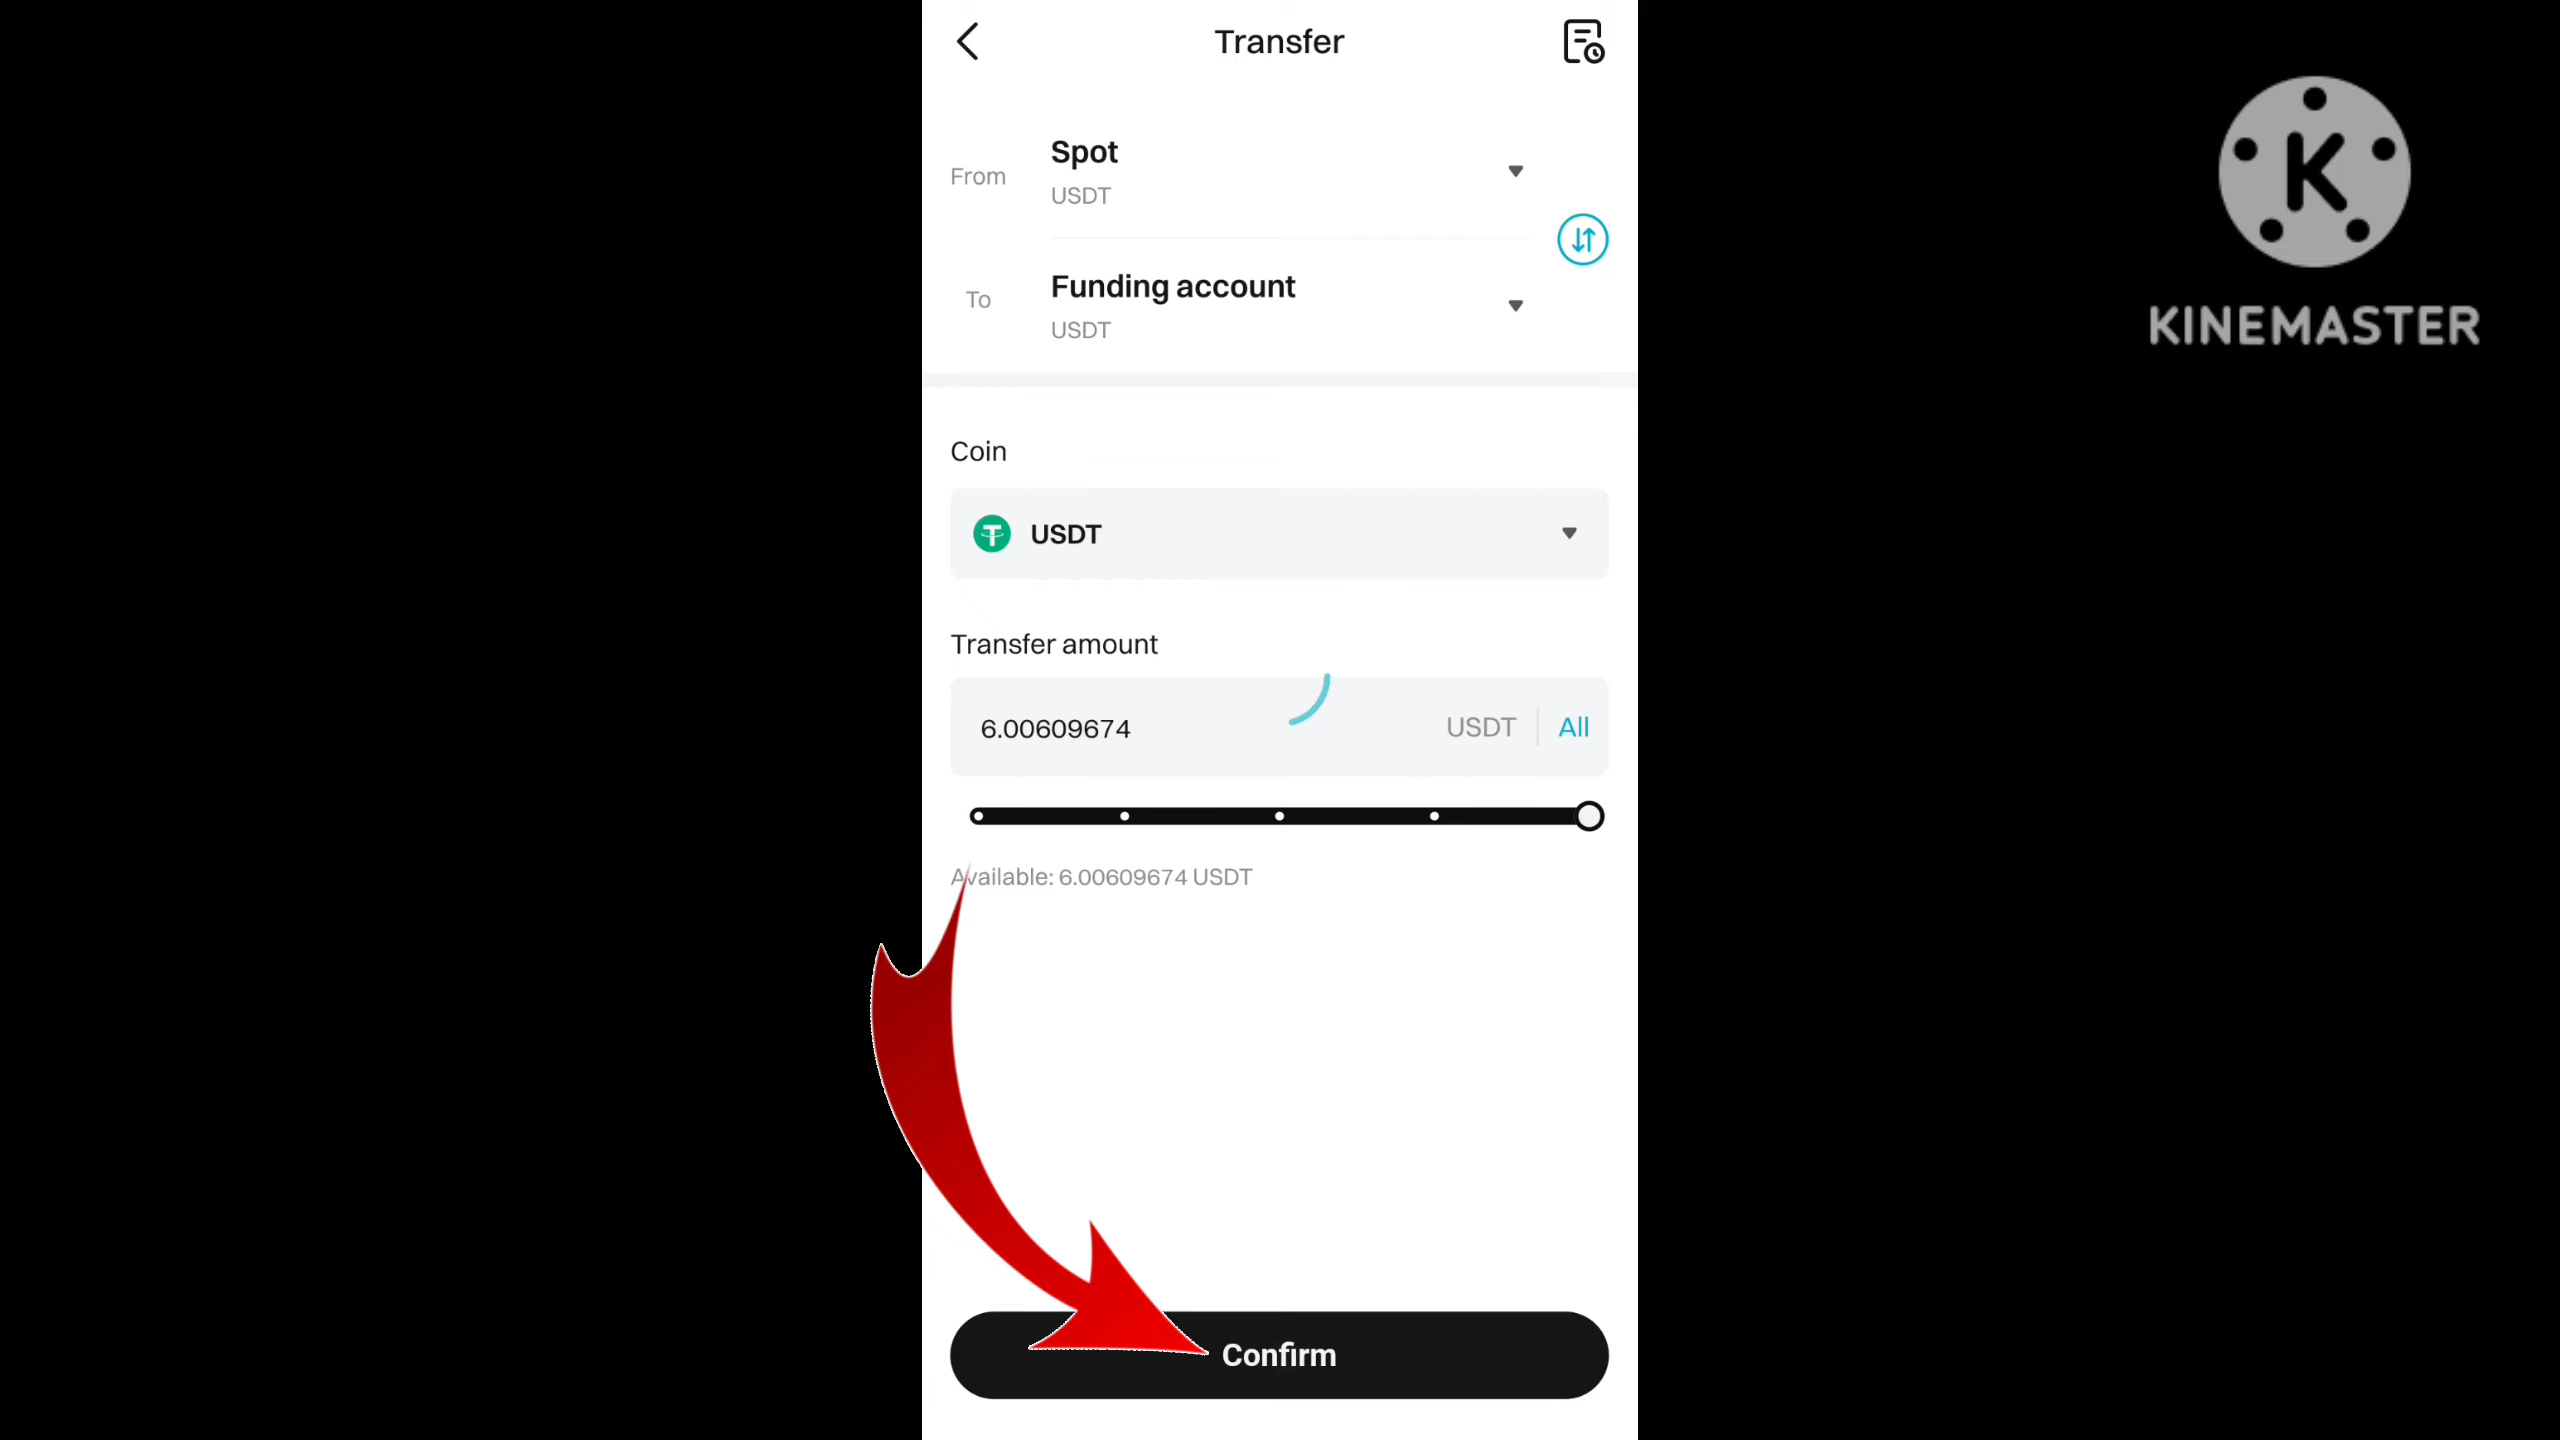 Transfer
From
Spot
USDT
To
Funding account
USDT
Coin
USDT
Transfer amount
6.00609674 USDT All
Available: 6.00609674 USDT
Confirm
K
KINEMASTER